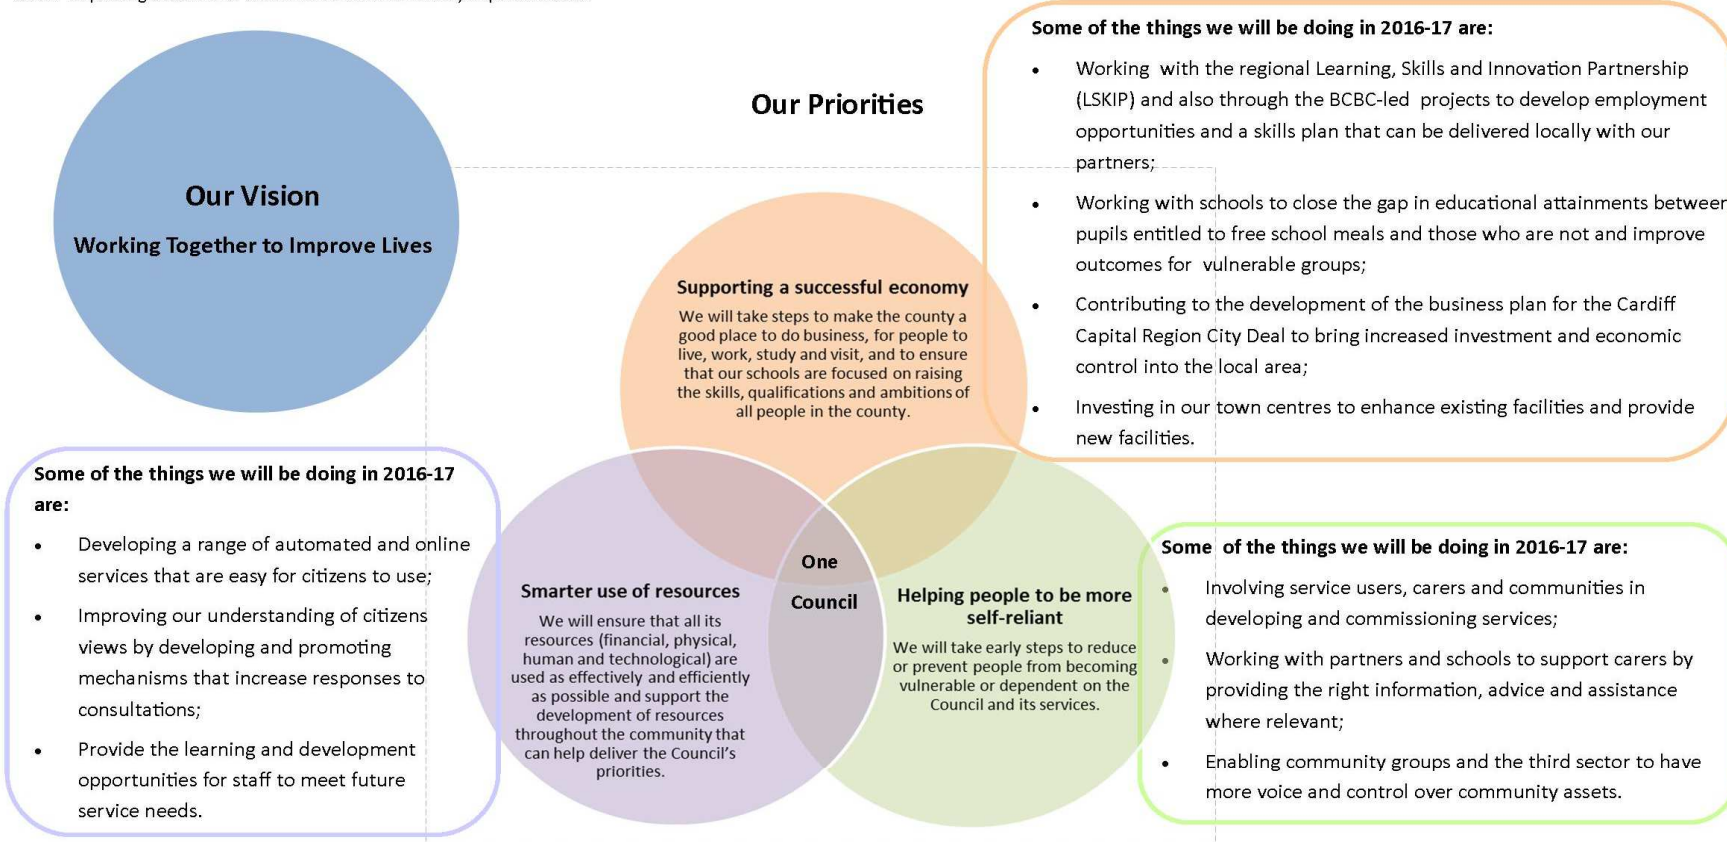 Our Vision
Working Together to Improve Lives
Our Priorities
Some of the things we will be doing in 2016-17 are:
• Working with the regional Learning, Skills and Innovation Partnership
(LSKIP) and also through the BCBC-led projects to develop employment
opportunities and a skills plan that can be delivered locally with our
partners;
• Working with schools to close the gap in educational attainments between
pupils entitled to free school meals and those who are not and improve
outcomes for vulnerable groups;
• Contributing to the development of the business plan for the Cardiff
Capital Region City Deal to bring increased investment and economic
control into the local area;
• Investing in our town centres to enhance existing facilities and provide
new facilities.
Supporting a successful economy
We will take steps to make the county a
good place to do business, for people to
live, work, study and visit, and to ensure
that our schools are focused on raising
the skills, qualifications and ambitions of
all people in the county.
Some of the things we will be doing in 2016-17
are:
• Developing a range of automated and online
services that are easy for citizens to use;
• Improving our understanding of citizens
views by developing and promoting
mechanisms that increase responses to
consultations;
• Provide the learning and development
opportunities for staff to meet future
service needs.
Smarter use of resources
We will ensure that all its
resources (financial, physical,
human and technological) are
used as effectively and efficiently
as possible and support the
development of resources
throughout the community that
can help deliver the Council's
priorities.
One
Council
Helping people to be more
self-reliant
We will take early steps to reduce
or prevent people from becoming
vulnerable or dependent on the
Council and its services.
Some of the things we will be doing in 2016-17 are:
• Involving service users, carers and communities in
developing and commissioning services;
• Working with partners and schools to support carers by
providing the right information, advice and assistance
where relevant;
• Enabling community groups and the third sector to have
more voice and control over community assets.